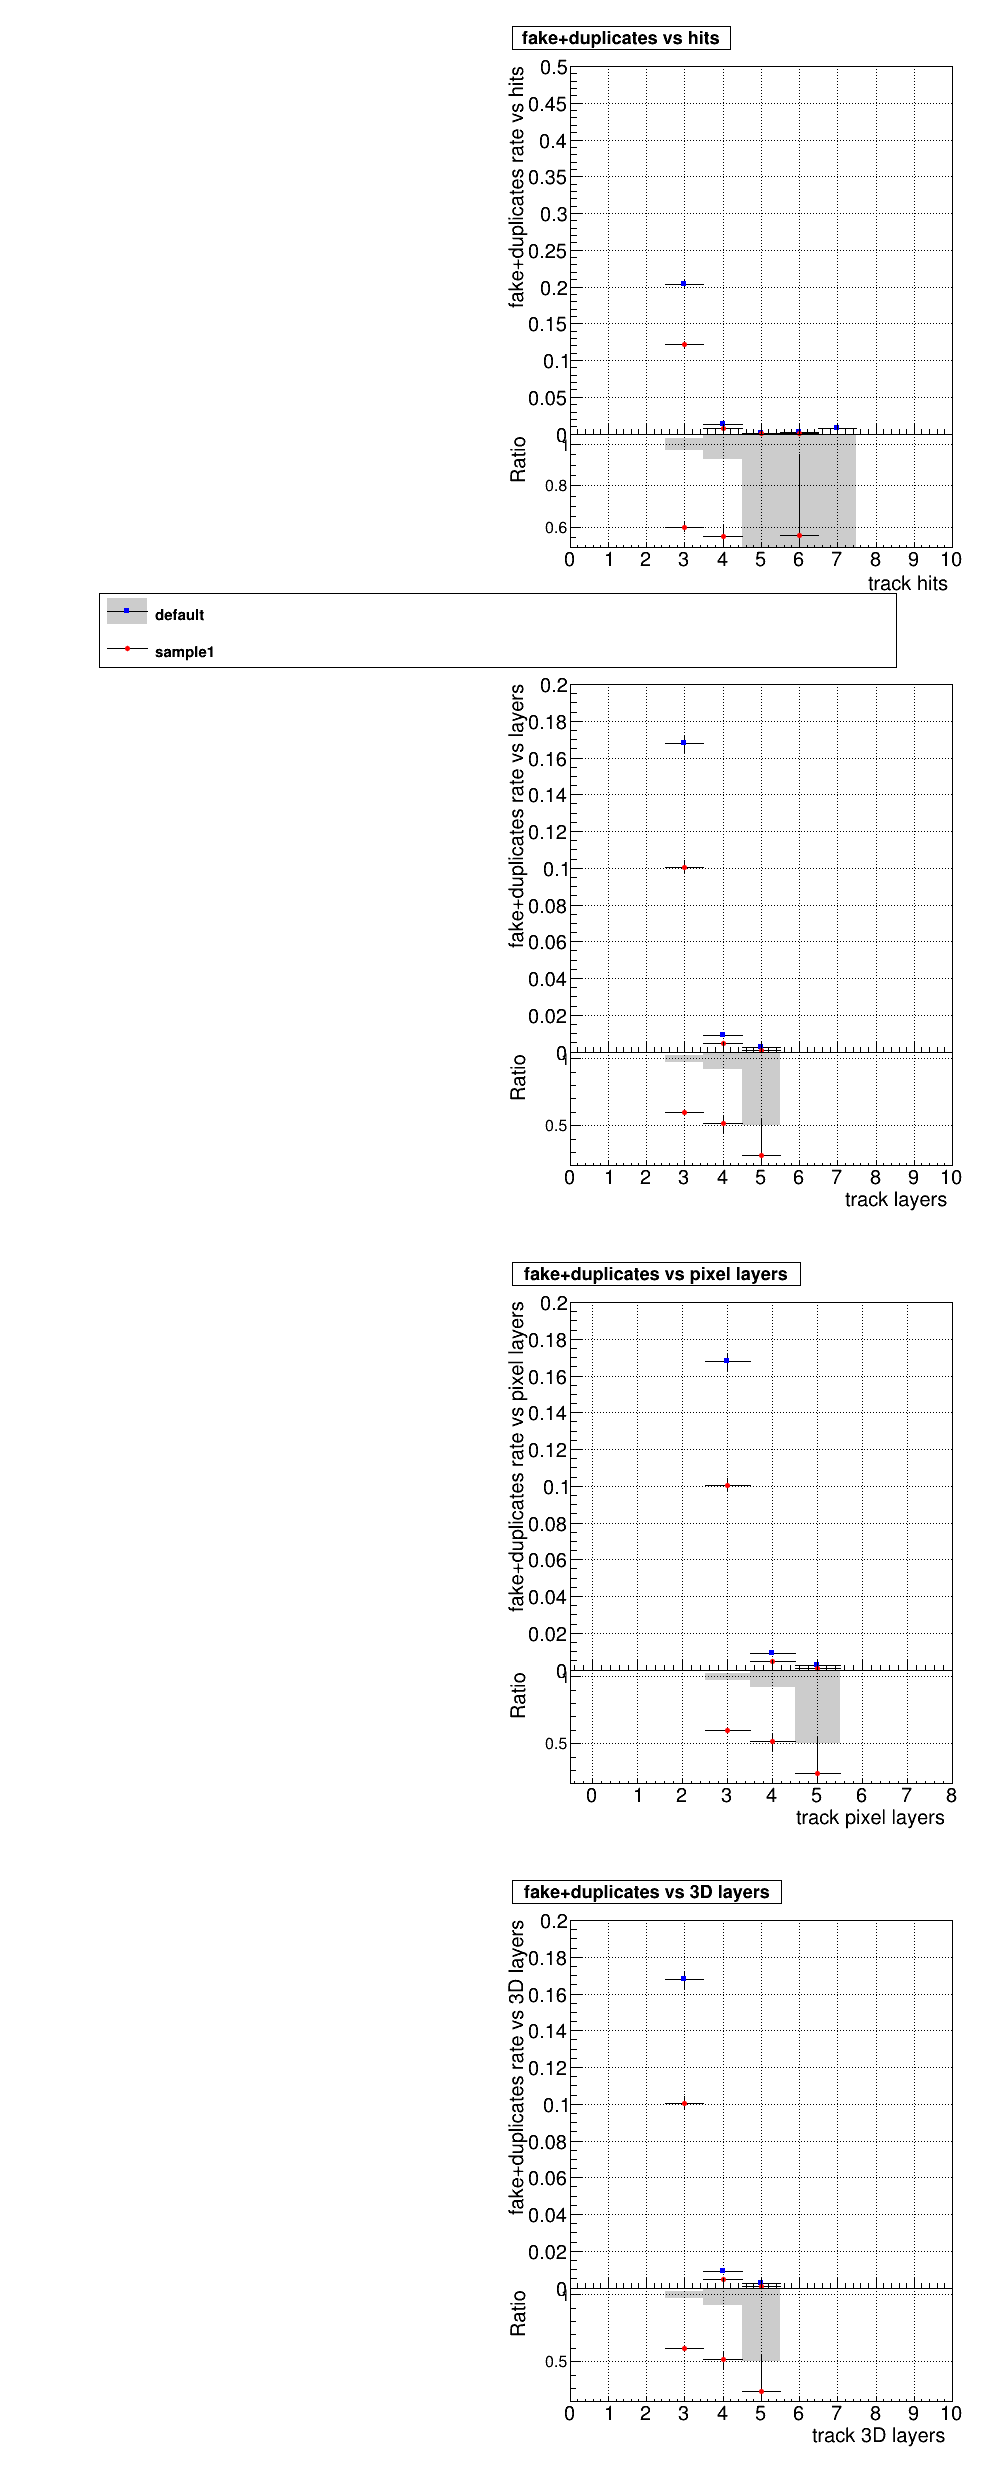 fake+duplicates vs hits
fake+duplicates rate vs hits
0.5
0.45
0.4
0.35
0.3
0.25
0.2
0.15
0.1
0.05
0
Ratio
1
0.8
0.6
0 1 2 3 4 5 6 7 8 9 10
track hits
default
sample1
fake+duplicates rate vs layers
0.2
0.18
0.16
0.14
0.12
0.1
0.08
0.06
0.04
0.02
0
Ratio
1
0.5
0 1 2 3 4 5 6 7 8 9 10
track layers
fake+duplicates vs pixel layers
fake+duplicates rate vs pixel layers
0.2
0.18
0.16
0.14
0.12
0.1
0.08
0.06
0.04
0.02
0
Ratio
1
0.5
0 1 2 3 4 5 6 7 8
track pixel layers
fake+duplicates vs 3D layers
fake+duplicates rate vs 3D layers
0.2
0.18
0.16
0.14
0.12
0.1
0.08
0.06
0.04
0.02
0
Ratio
1
0.5
0 1 2 3 4 5 6 7 8 9 10
track 3D layers